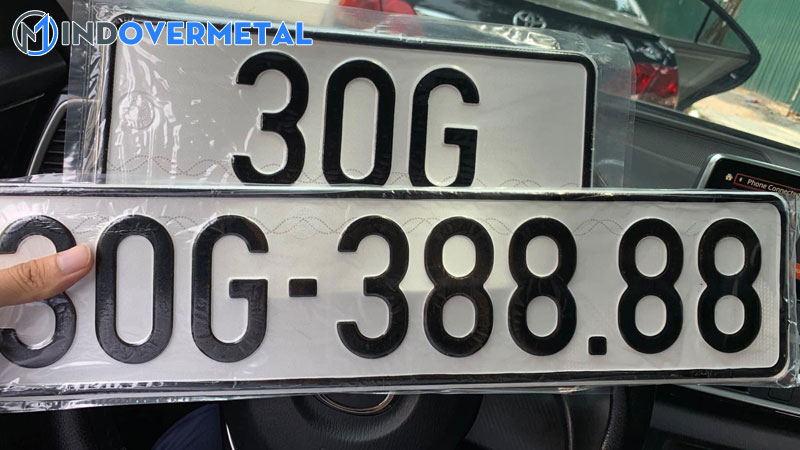 MINDOVERMETAL
30G
Phone Connect
30G-388.88